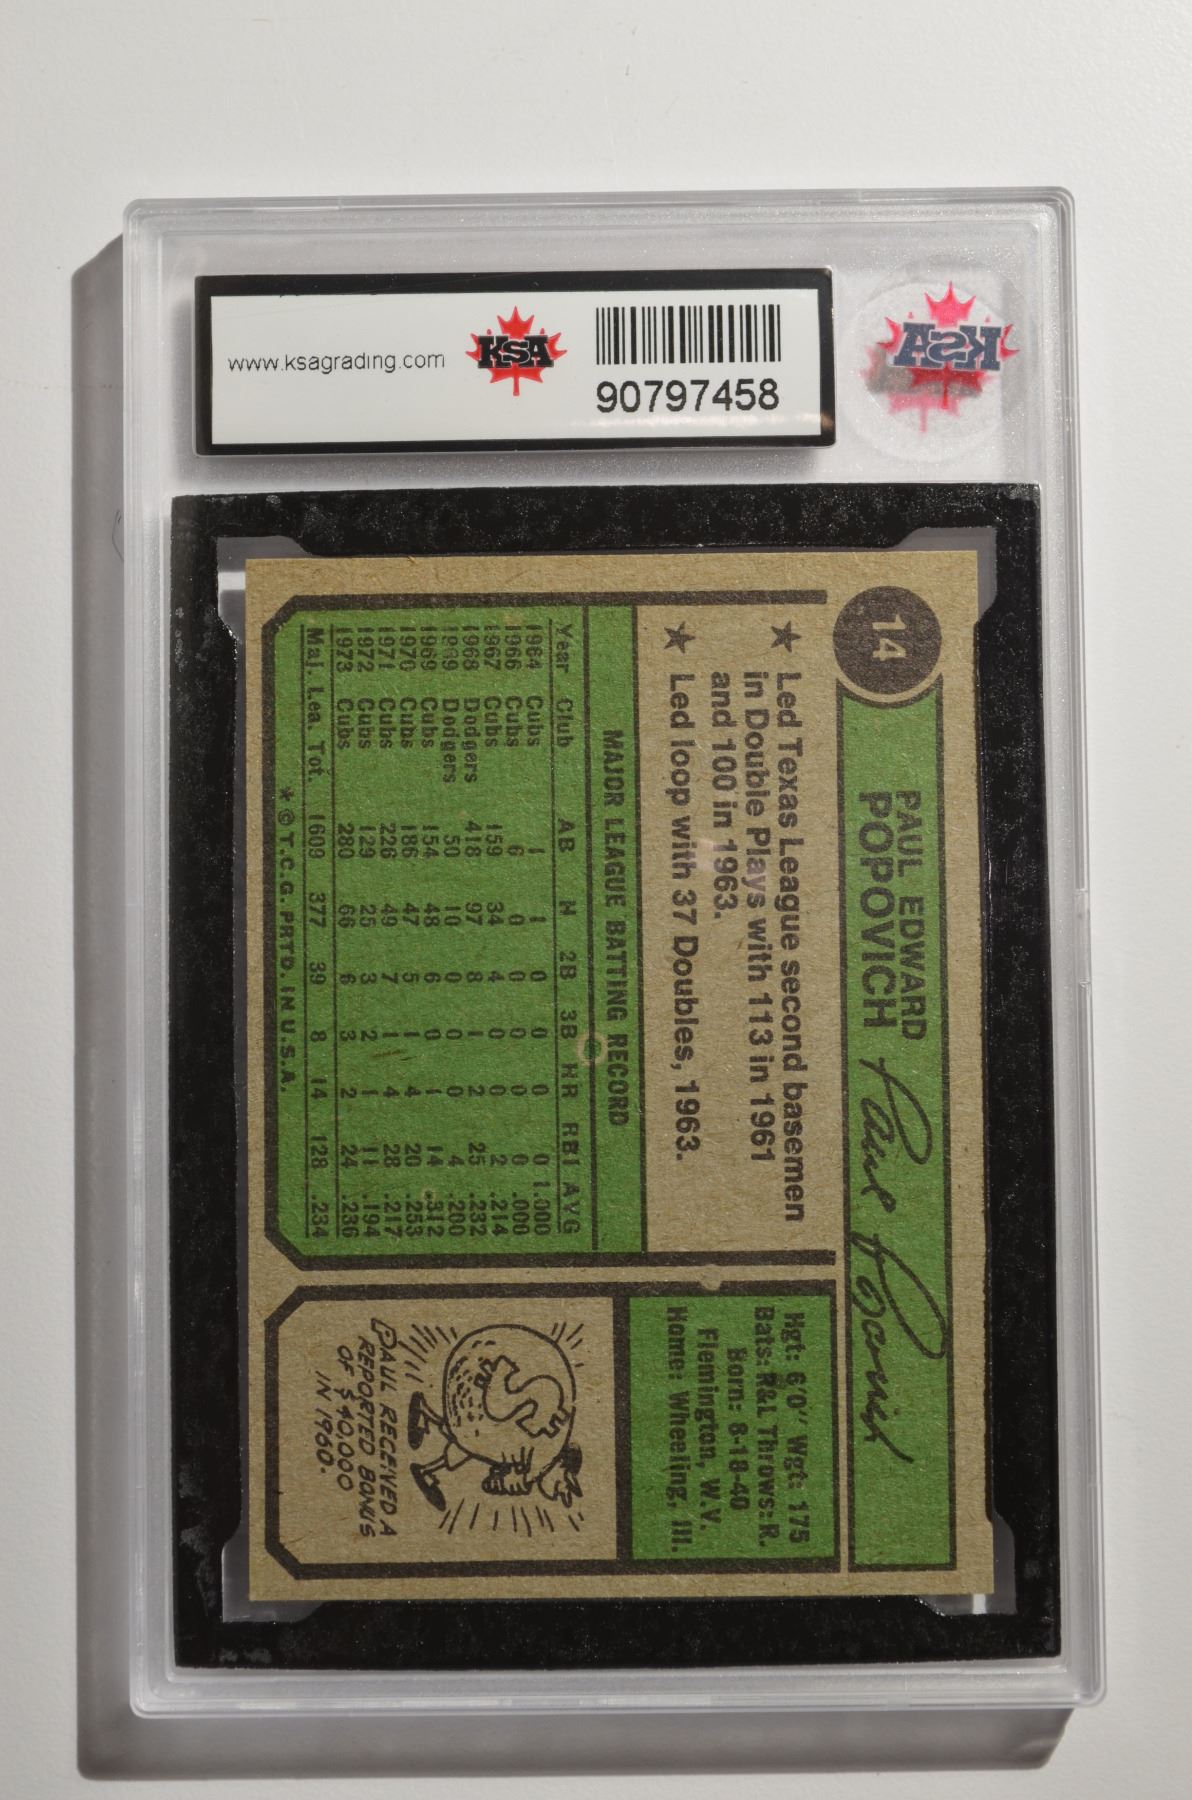 www.ksagrading.com
KSA
90797458
KSA
14
PAUL EDWARD
POPOVICH
Paul Popovich
★ Led Texas League second basemen
in Double Plays with 113 in 1961
and 100 in 1963.
★ Led loop with 37 Doubles, 1963.
MAJOR LEAGUE BATTING RECORD
Year Club AB H 2B 3B HR RBI AVG
1964 Cubs 1 1 0 0 0 0 1.000
1966 Cubs 6 0 0 0 0 0 .000
1967 Cubs 159 34 4 0 0 2 .214
1968 Dodgers 418 97 8 1 2 25 .232
1969 Dodgers 50 10 0 0 0 4 .200
1969 Cubs 154 48 6 0 1 14 .312
1970 Cubs 186 47 5 1 4 20 .253
1971 Cubs 226 49 7 1 4 28 .217
1972 Cubs 129 25 3 2 1 11 .194
1973 Cubs 280 66 6 3 2 24 .236
Maj. Lea. Tot. 1609 377 39 8 14 128 .234
* © T.C.G. PRTD. IN U.S.A.
Hgt: 6'0" Wgt: 175
Bats: R&L Throws: R.
Born: 8-18-40
Flemington, W.V.
Home: Wheeling, Ill.
PAUL RECEIVED A
REPORTED BONUS
OF $40,000
IN 1960.